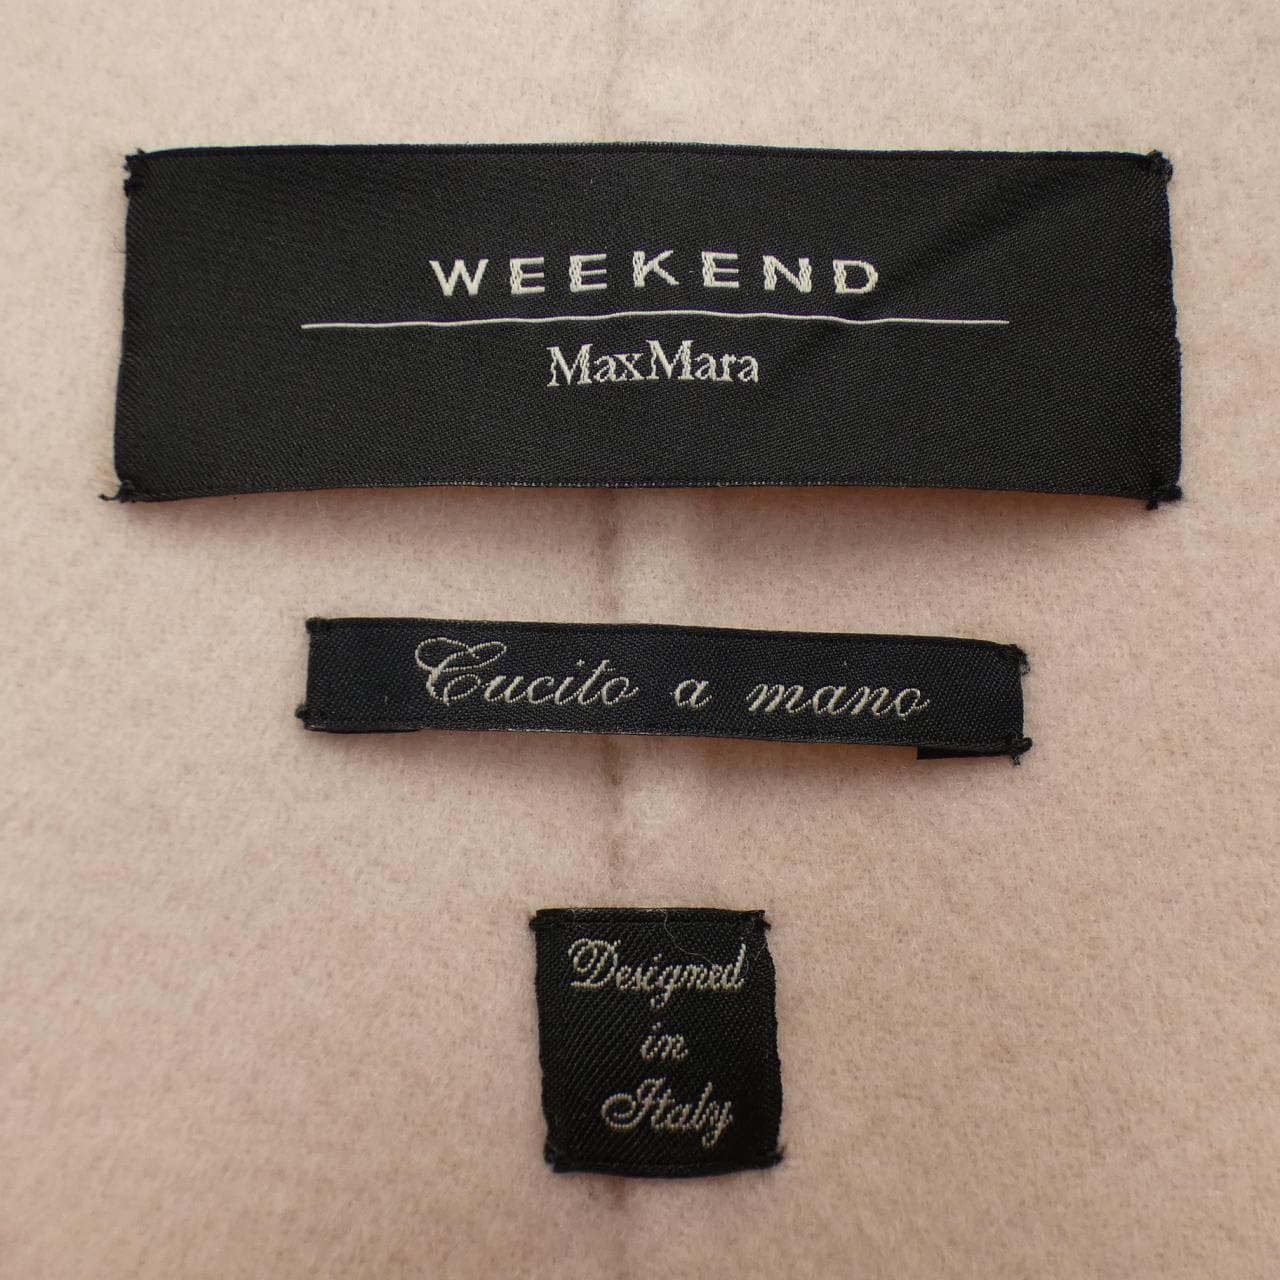 WEEKEND
MaxMara
Cucito a mano
Designed
in
Italy